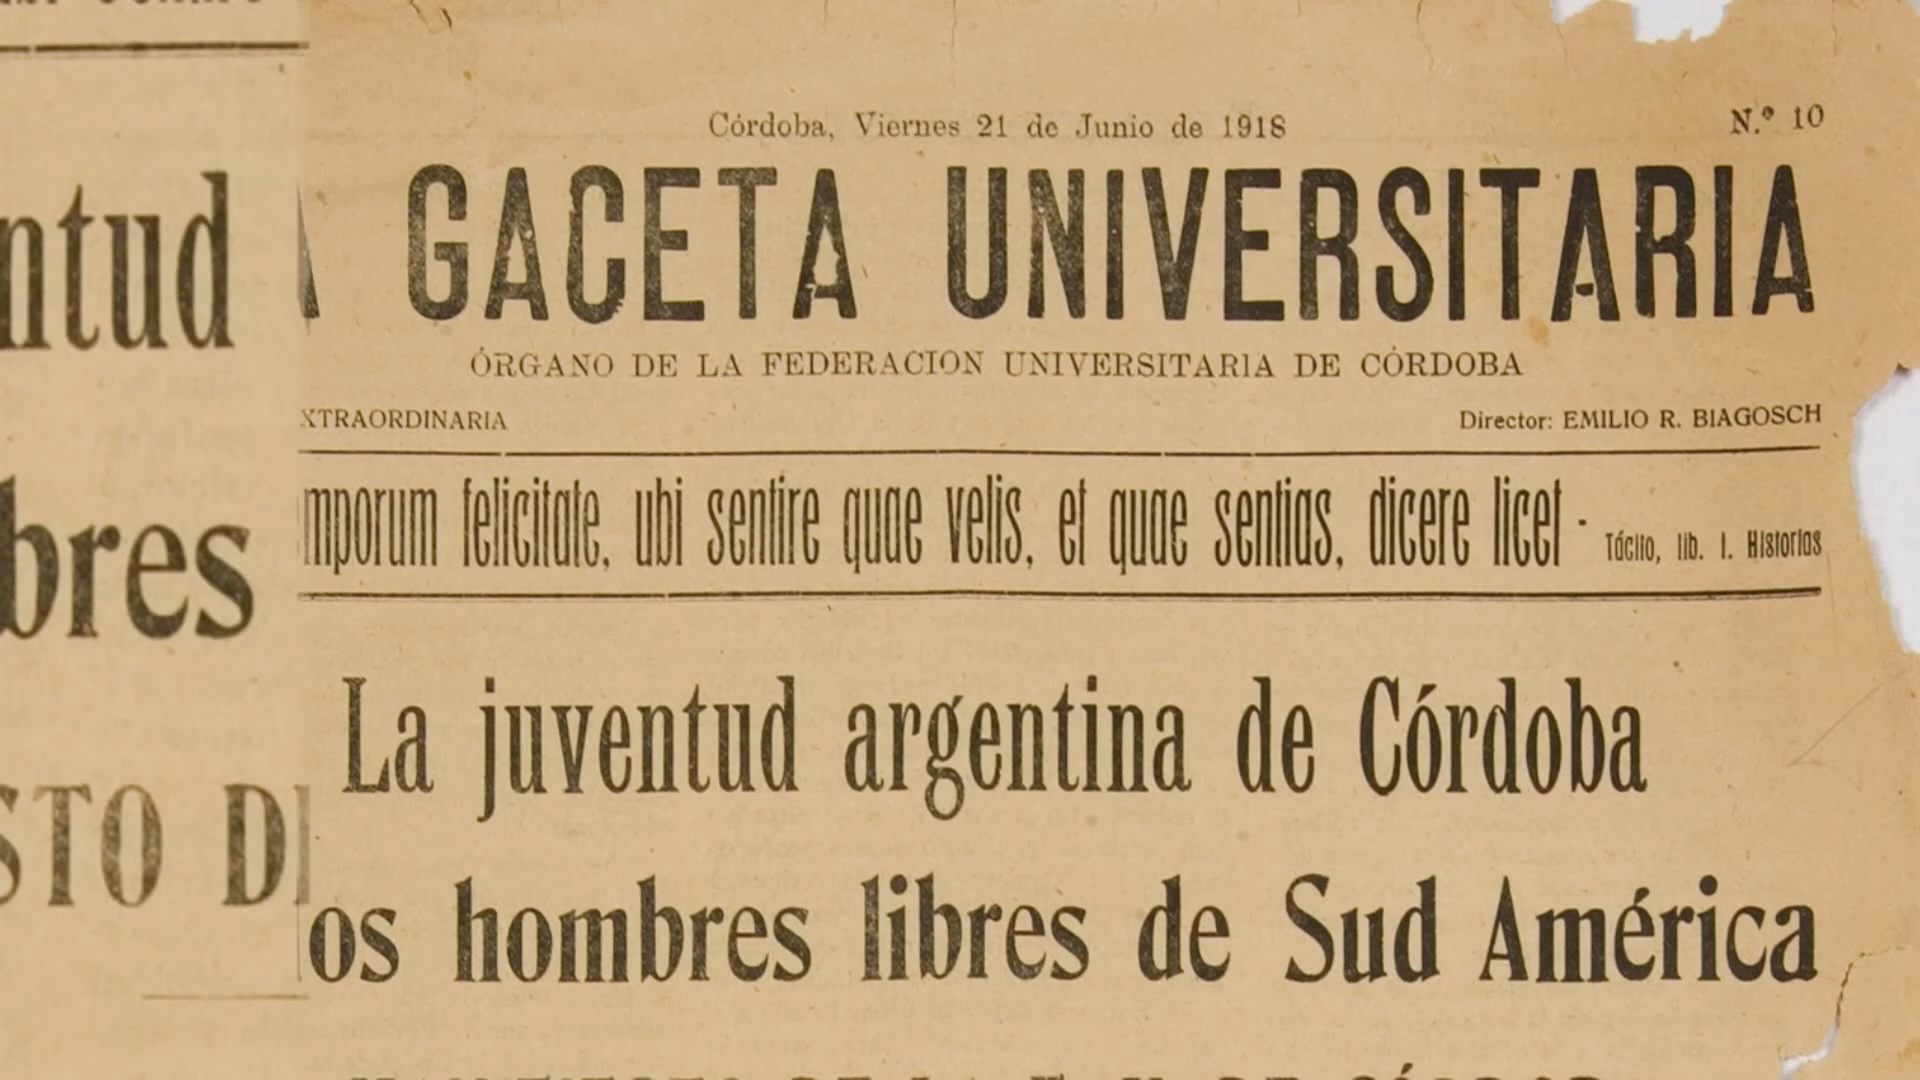 ntud
bres
STO D
Córdoba, Viernes 21 de Junio de 1918
N.º 10
GACETA UNIVERSITARIA
ÓRGANO DE LA FEDERACION UNIVERSITARIA DE CÓRDOBA
XTRAORDINARIA
Director: EMILIO R. BIAGOSCH
mporum felicitate, ubi sentire quae velis, et quae sentias, dicere licet - Tácito, lib. I. Historias
La juventud argentina de Córdoba
os hombres libres de Sud América